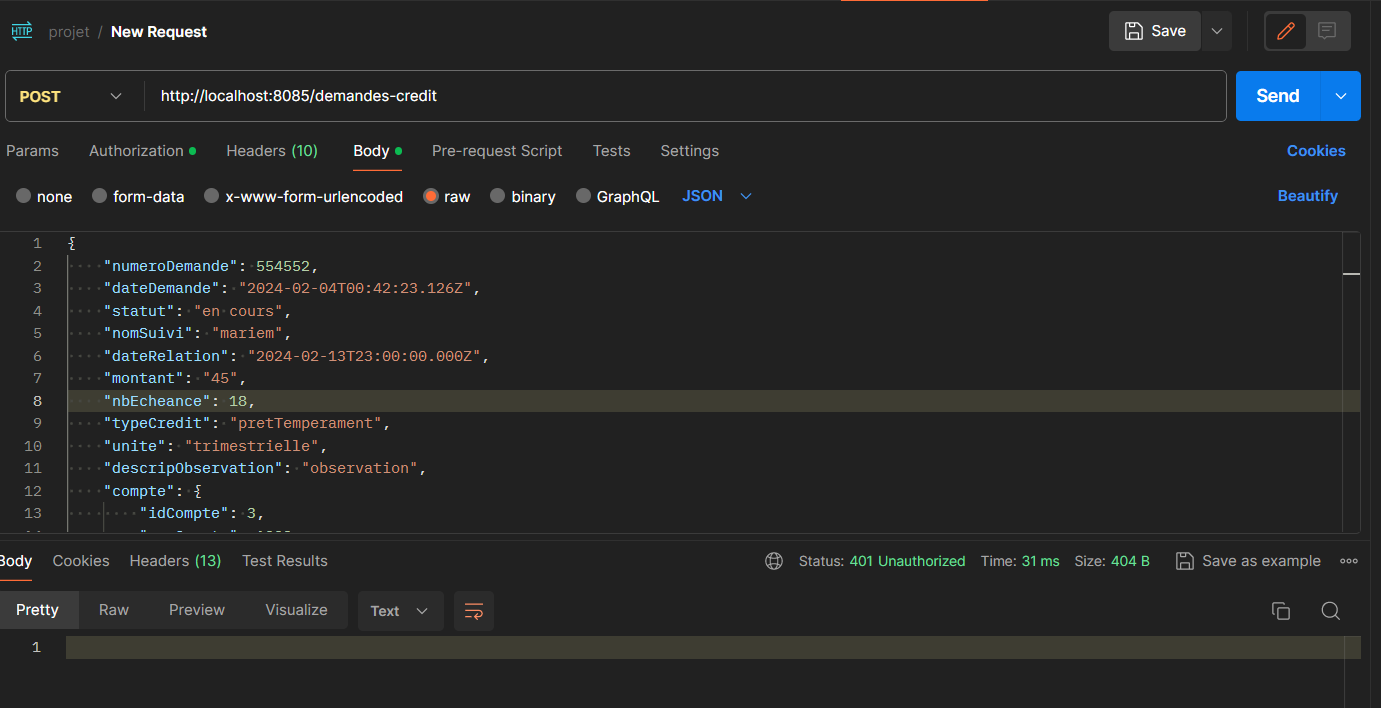 HTTP projet / New Request Save
POST http://localhost:8085/demandes-credit Send
Params Authorization Headers (10) Body Pre-request Script Tests Settings Cookies
none form-data x-www-form-urlencoded raw binary GraphQL JSON Beautify
1 {
2 "numeroDemande": 554552,
3 "dateDemande": "2024-02-04T00:42:23.126Z",
4 "statut": "en cours",
5 "nomSuivi": "mariem",
6 "dateRelation": "2024-02-13T23:00:00.000Z",
7 "montant": "45",
8 "nbEcheance": 18,
9 "typeCredit": "pretTemperament",
10 "unite": "trimestrielle",
11 "descripObservation": "observation",
12 "compte": {
13 "idCompte": 3,
Body Cookies Headers (13) Test Results Status: 401 Unauthorized Time: 31 ms Size: 404 B Save as example
Pretty Raw Preview Visualize Text
1